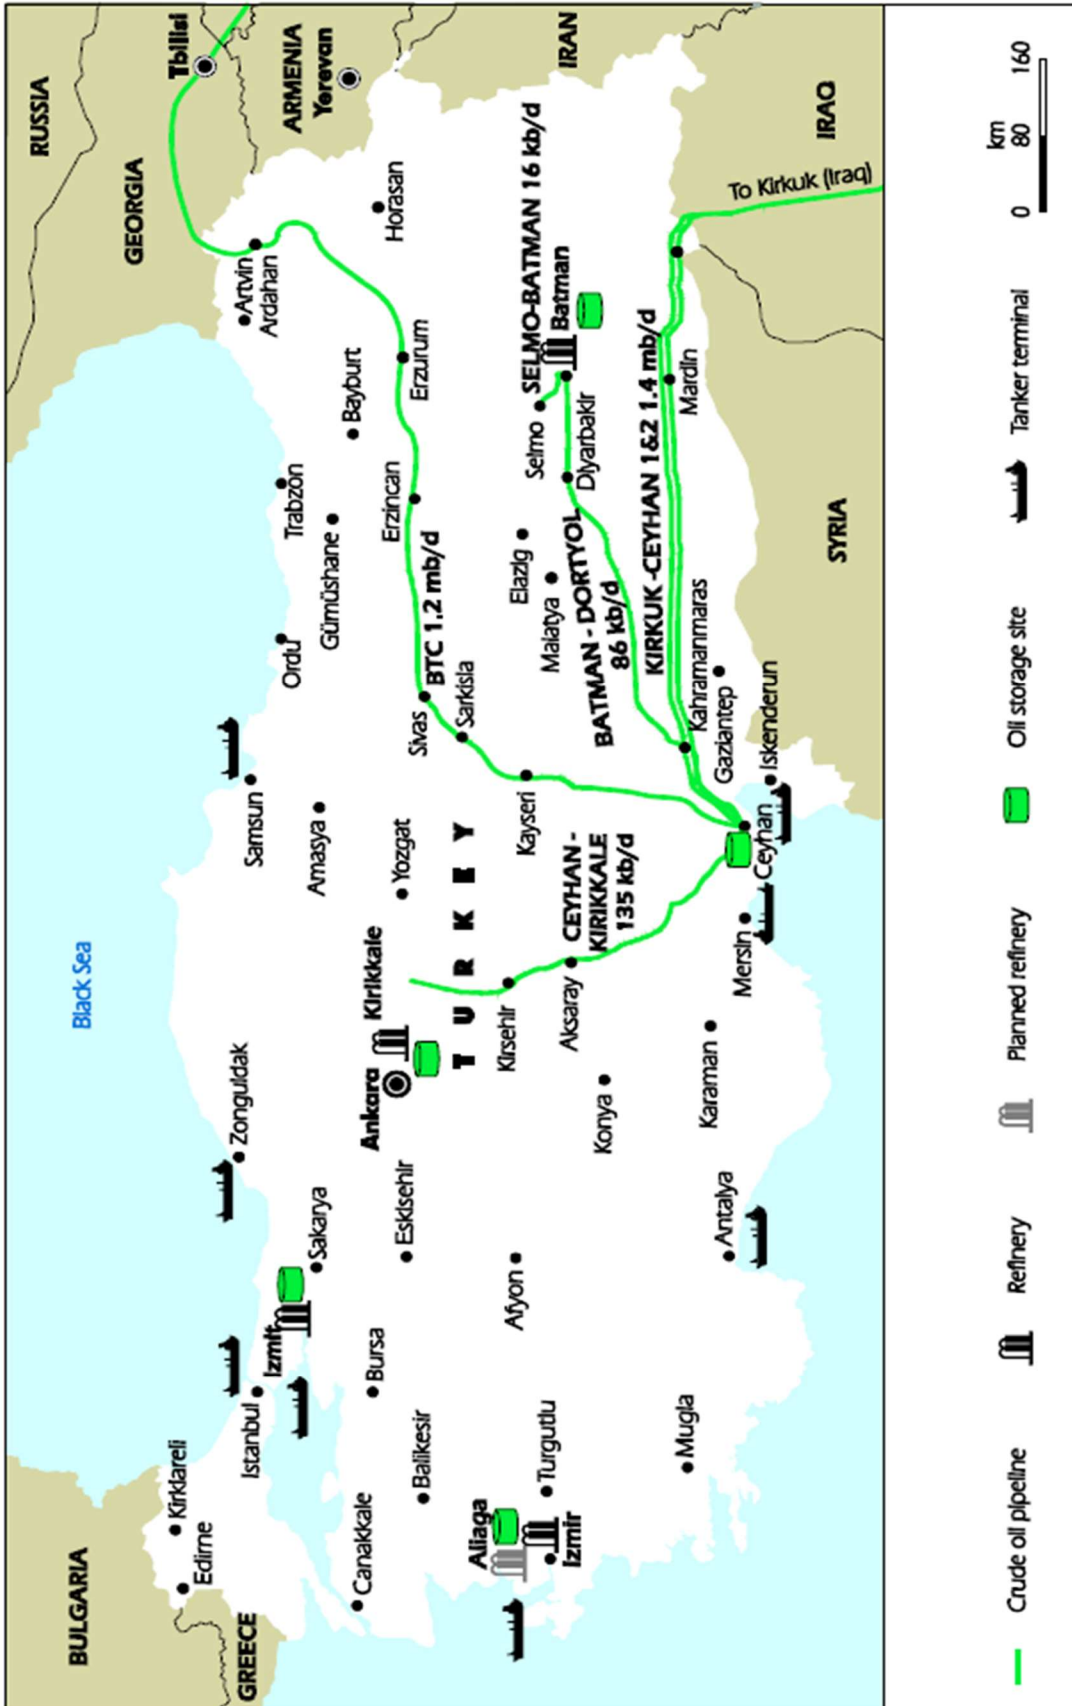 BULGARIA
GREECE
Edirne
Kirklareli
Black Sea
GEORGIA
RUSSIA
Tbilisi
ARMENIA
Yerevan
IRAN
IRAQ
SYRIA
Istanbul
Izmit
Sakarya
Zonguldak
Samsun
Ordu
Trabzon
Gümüshane
Bayburt
Artvin
Ardahan
Horasan
Erzurum
Erzincan
BTC 1.2 mb/d
Sivas
Sarkisla
Amasya
Yozgat
Kirikkale
Ankara
Eskisehir
Bursa
Balikesir
Canakkale
TURKEY
Kayseri
Kirsehir
Aksaray
CEYHAN -
KIRIKKALE
135 kb/d
Konya
Karaman
Afyon
Aliaga
Izmir
Turgutlu
Mugla
Antalya
Mersin
Ceyhan
Iskenderun
Gaziantep
Kahramanmaras
Malatya
Elazig
BATMAN - DORTYOL
86 kb/d
Selmo
SELMO-BATMAN 16 kb/d
Batman
Diyarbakir
KIRKUK -CEYHAN 1&2 1.4 mb/d
Mardin
To Kirkuk (Iraq)
Crude oil pipeline
Refinery
Planned refinery
Oil storage site
Tanker terminal
km
0 80 160